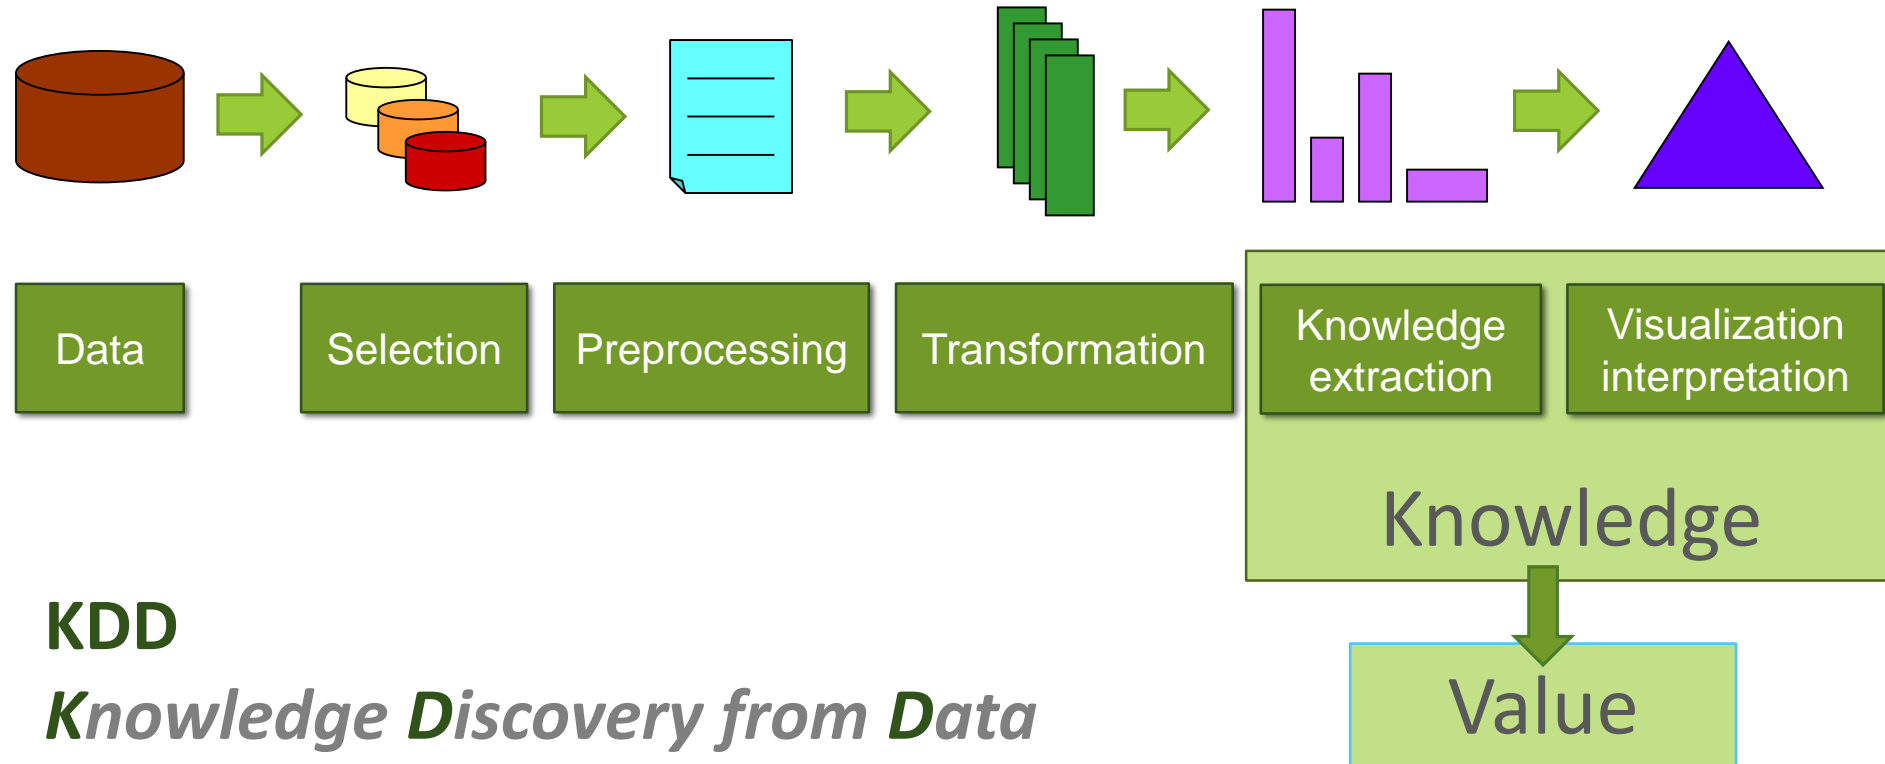 Data
Selection
Preprocessing
Transformation
Knowledge
extraction
Visualization
interpretation
Knowledge
KDD
Knowledge Discovery from Data
Value